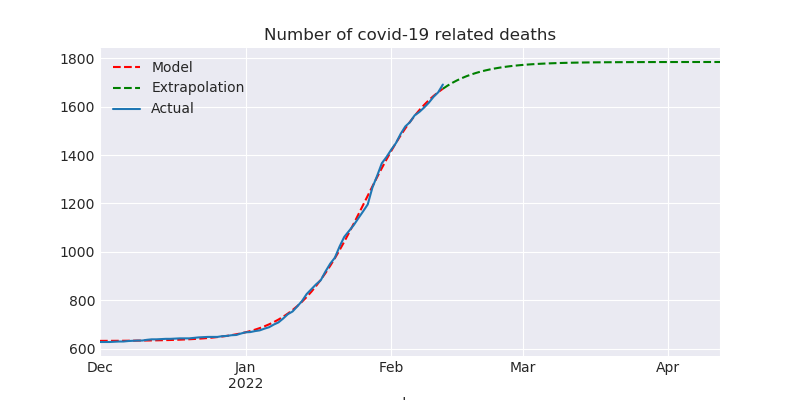 Number of covid-19 related deaths
1800
1600
1400
1200
1000
800
600
Model
Extrapolation
Actual
Dec
Jan
Feb
Mar
Apr
2022